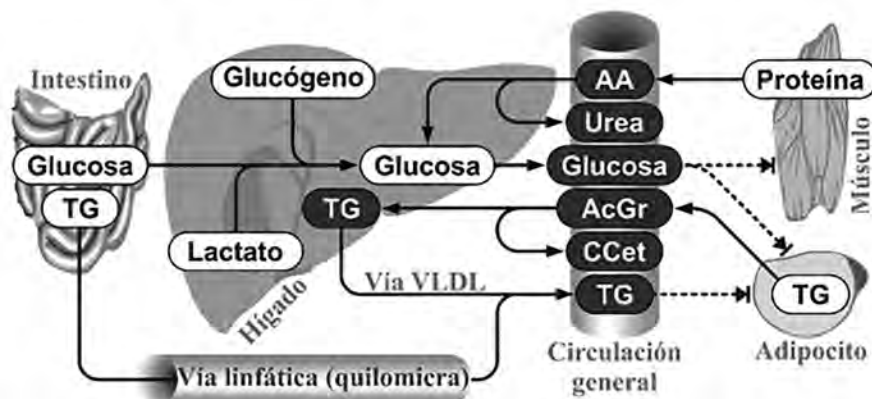 Intestino
Glucógeno
AA
Proteína
Urea
Glucosa
Glucosa
Glucosa
Músculo
TG
TG
AcGr
Lactato
CCet
Hígado
Vía VLDL
TG
TG
Vía linfática (quilomicra)
Circulación
general
Adipocito